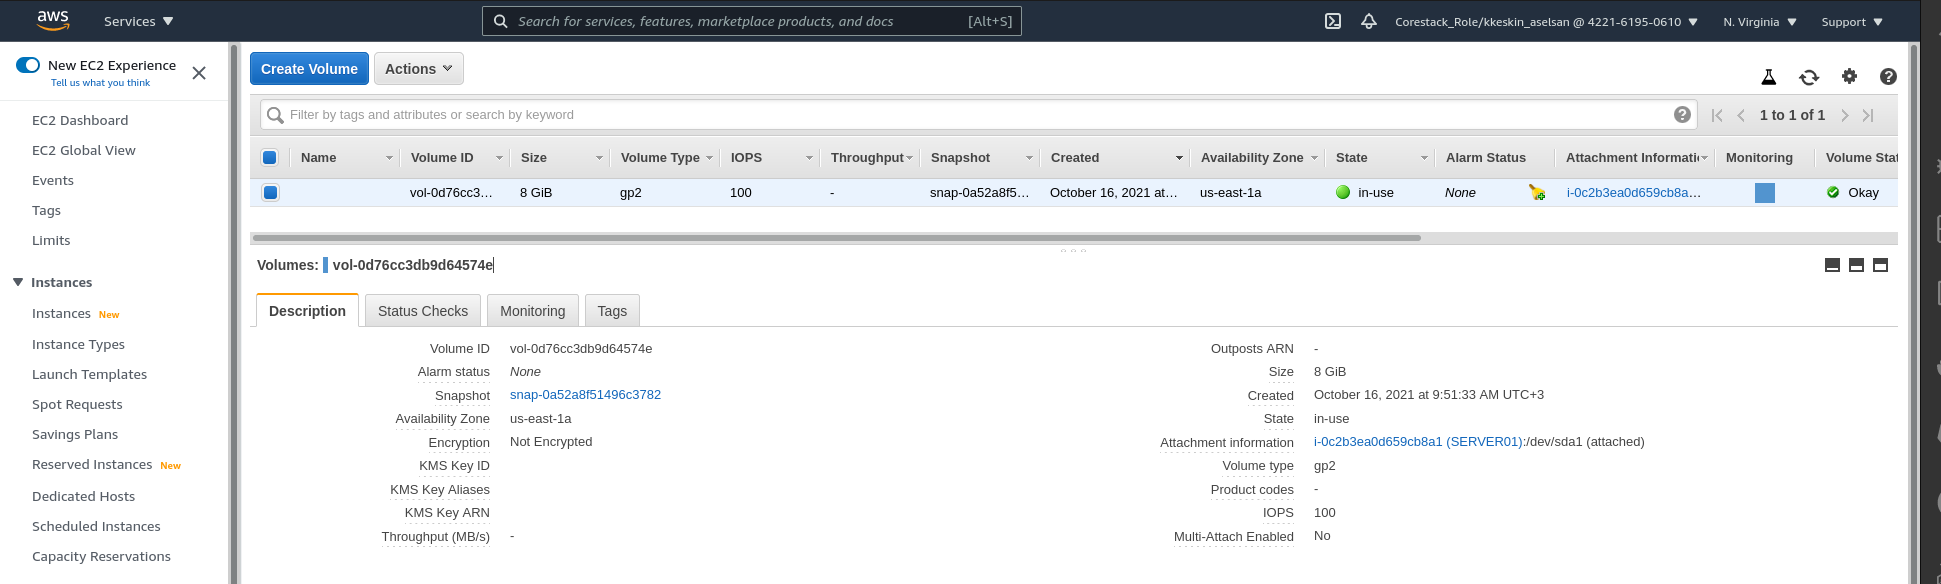 aws Services Search for services, features, marketplace products, and docs [Alt+S] Corestack_Role/kkeskin_aselsan @ 4221-6195-0610 N. Virginia Support
New EC2 Experience
Tell us what you think
EC2 Dashboard
EC2 Global View
Events
Tags
Limits
Instances
Instances New
Instance Types
Launch Templates
Spot Requests
Savings Plans
Reserved Instances New
Dedicated Hosts
Scheduled Instances
Capacity Reservations
Create Volume Actions
Filter by tags and attributes or search by keyword 1 to 1 of 1
Name Volume ID Size Volume Type IOPS Throughput Snapshot Created Availability Zone State Alarm Status Attachment Informati Monitoring Volume Stat
vol-0d76cc3... 8 GiB gp2 100 - snap-0a52a8f5... October 16, 2021 at... us-east-1a in-use None i-0c2b3ea0d659cb8a... Okay
Volumes: vol-0d76cc3db9d64574e
Description Status Checks Monitoring Tags
Volume ID vol-0d76cc3db9d64574e
Alarm status None
Snapshot snap-0a52a8f51496c3782
Availability Zone us-east-1a
Encryption Not Encrypted
KMS Key ID
KMS Key Aliases
KMS Key ARN
Throughput (MB/s) -
Outposts ARN -
Size 8 GiB
Created October 16, 2021 at 9:51:33 AM UTC+3
State in-use
Attachment information i-0c2b3ea0d659cb8a1 (SERVER01):/dev/sda1 (attached)
Volume type gp2
Product codes -
IOPS 100
Multi-Attach Enabled No